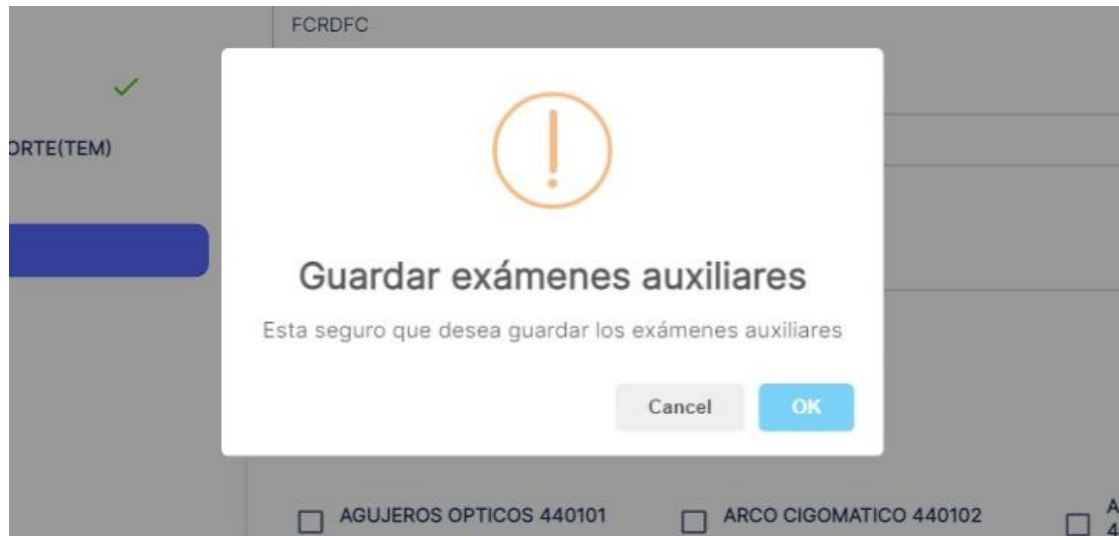 FCRDFC
ORTE(TEM)
Guardar exámenes auxiliares
Esta seguro que desea guardar los exámenes auxiliares
Cancel OK
AGUJEROS OPTICOS 440101 ARCO CIGOMATICO 440102